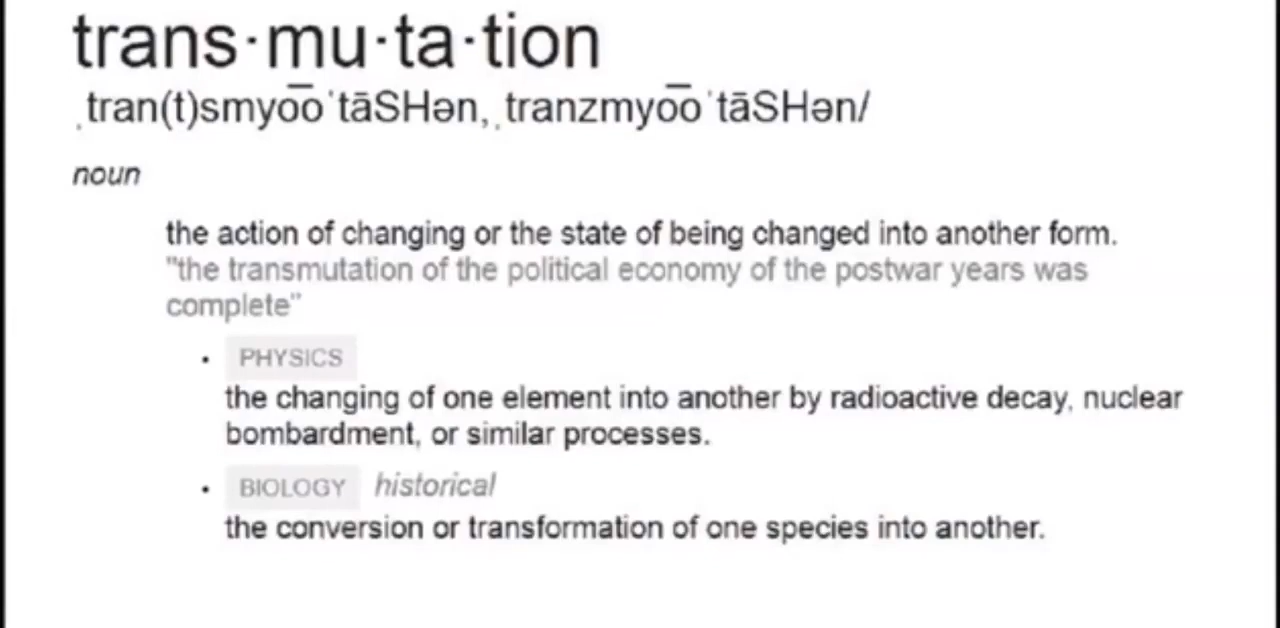 trans·mu·ta·tion
ˌtran(t)smyo͞oˈtāSHən,ˌtranzmyo͞oˈtāSHən/
noun
the action of changing or the state of being changed into another form.
"the transmutation of the political economy of the postwar years was
complete"
• PHYSICS
the changing of one element into another by radioactive decay, nuclear
bombardment, or similar processes.
• BIOLOGY historical
the conversion or transformation of one species into another.